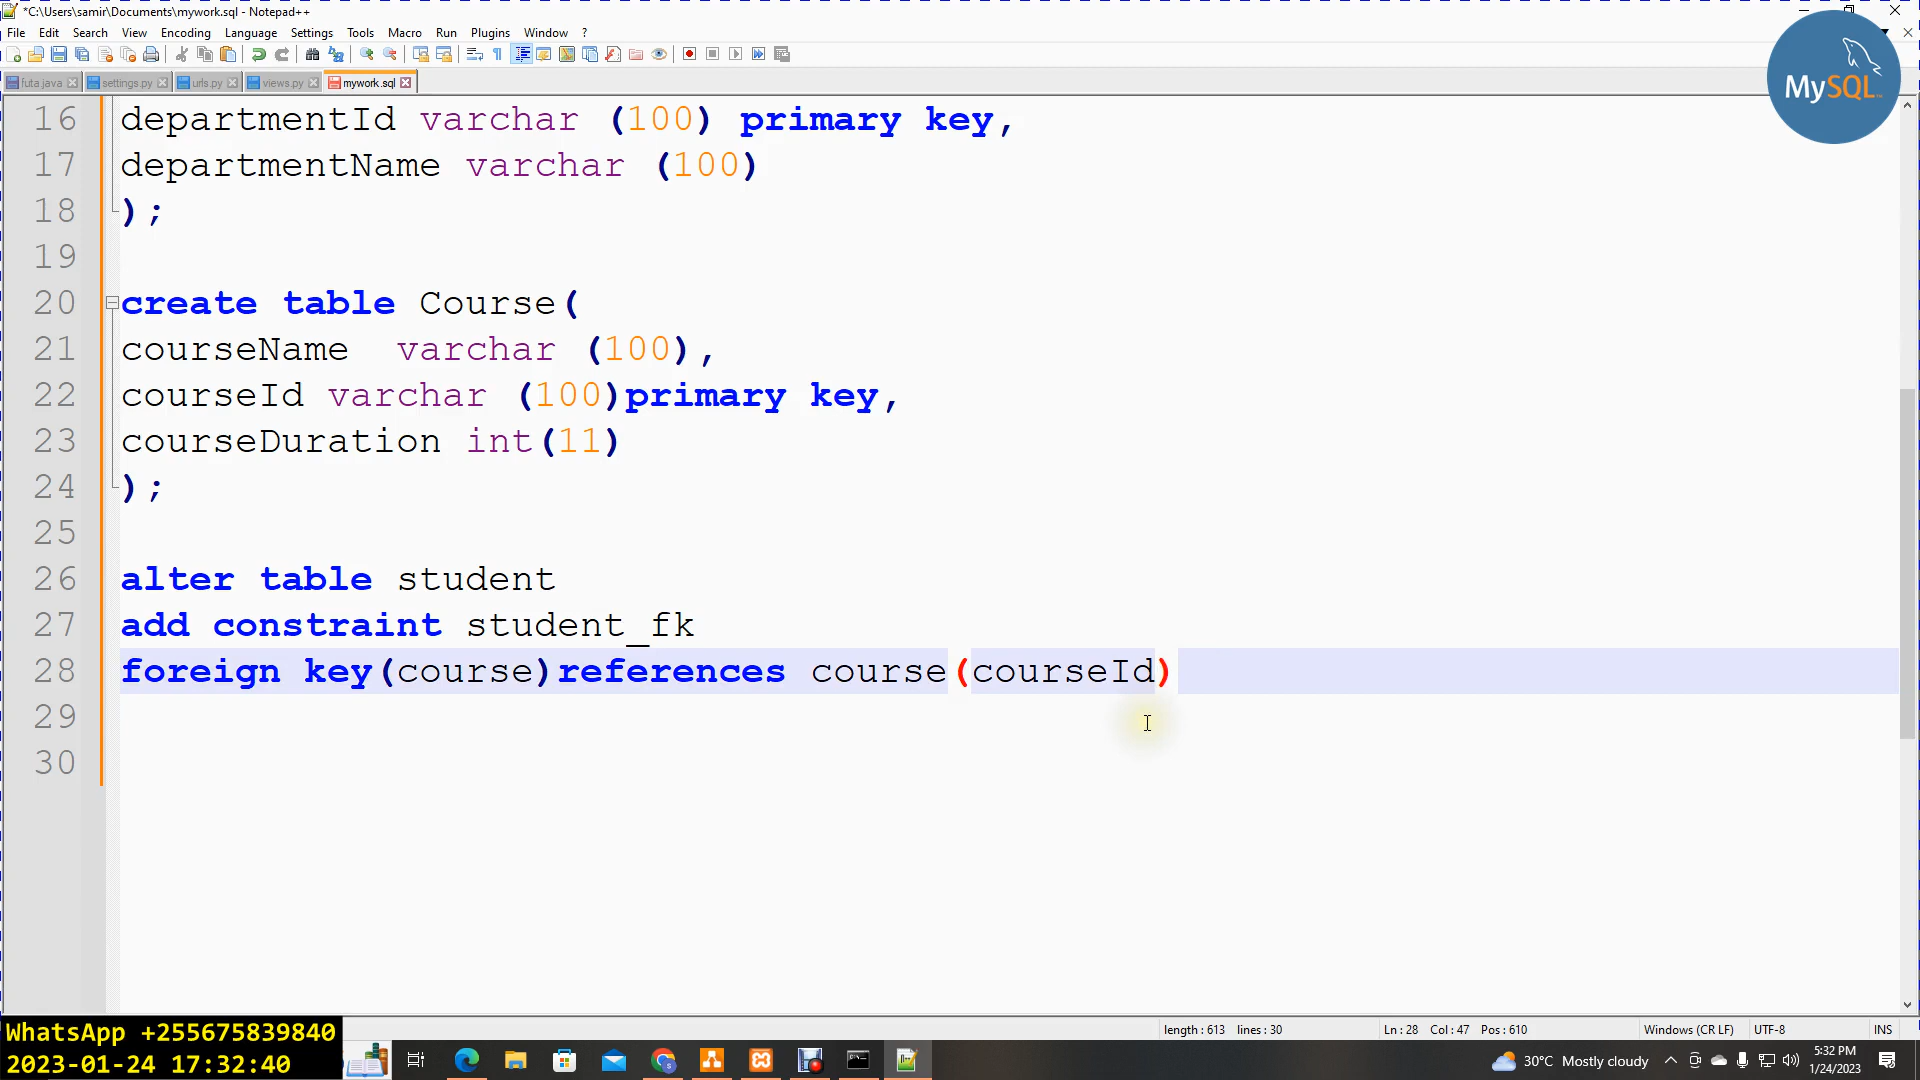 *C:\Users\samir\Documents\mywork.sql - Notepad++
File Edit Search View Encoding Language Settings Tools Macro Run Plugins Window ?
futa.java settings.py urls.py views.py mywork.sql
MySQL
16 departmentId varchar (100) primary key,
17 departmentName varchar (100)
18 );
19
20 create table Course(
21 courseName  varchar (100),
22 courseId varchar (100)primary key,
23 courseDuration int(11)
24 );
25
26 alter table student
27 add constraint student_fk
28 foreign key(course)references course(courseId)
29
30
length : 613 lines : 30 Ln : 28 Col : 47 Pos : 610 Windows (CR LF) UTF-8 INS
WhatsApp +255675839840
2023-01-24 17:32:40
30°C Mostly cloudy
5:32 PM
1/24/2023